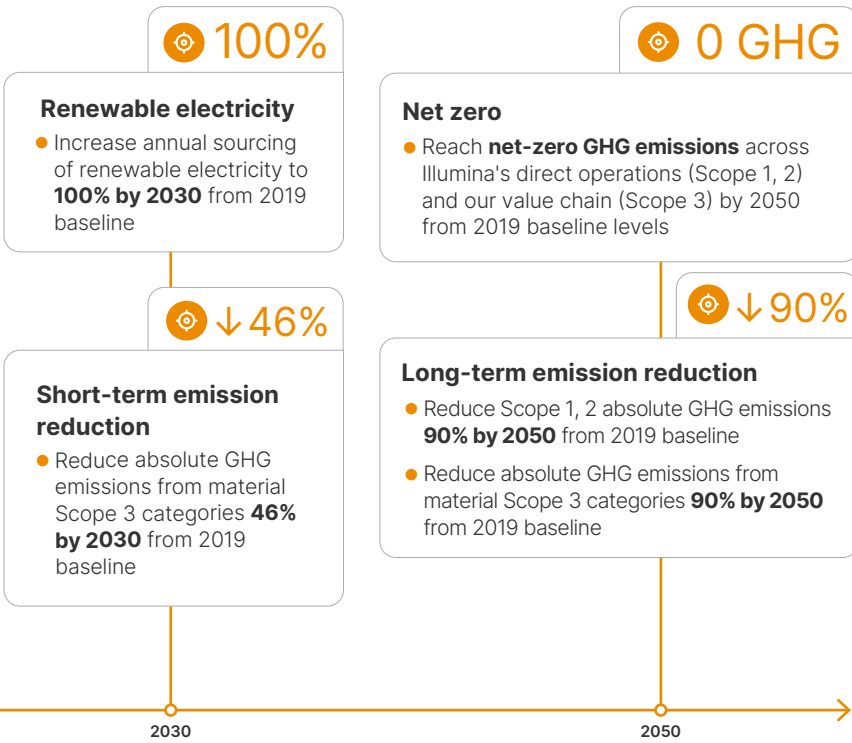 100%
Renewable electricity
Increase annual sourcing
of renewable electricity to
100% by 2030 from 2019
baseline
↓46%
Short-term emission
reduction
Reduce absolute GHG
emissions from material
Scope 3 categories 46%
by 2030 from 2019
baseline
0 GHG
Net zero
Reach net-zero GHG emissions across
Illumina's direct operations (Scope 1, 2)
and our value chain (Scope 3) by 2050
from 2019 baseline levels
↓90%
Long-term emission reduction
Reduce Scope 1, 2 absolute GHG emissions
90% by 2050 from 2019 baseline
Reduce absolute GHG emissions from
material Scope 3 categories 90% by 2050
from 2019 baseline
2030
2050